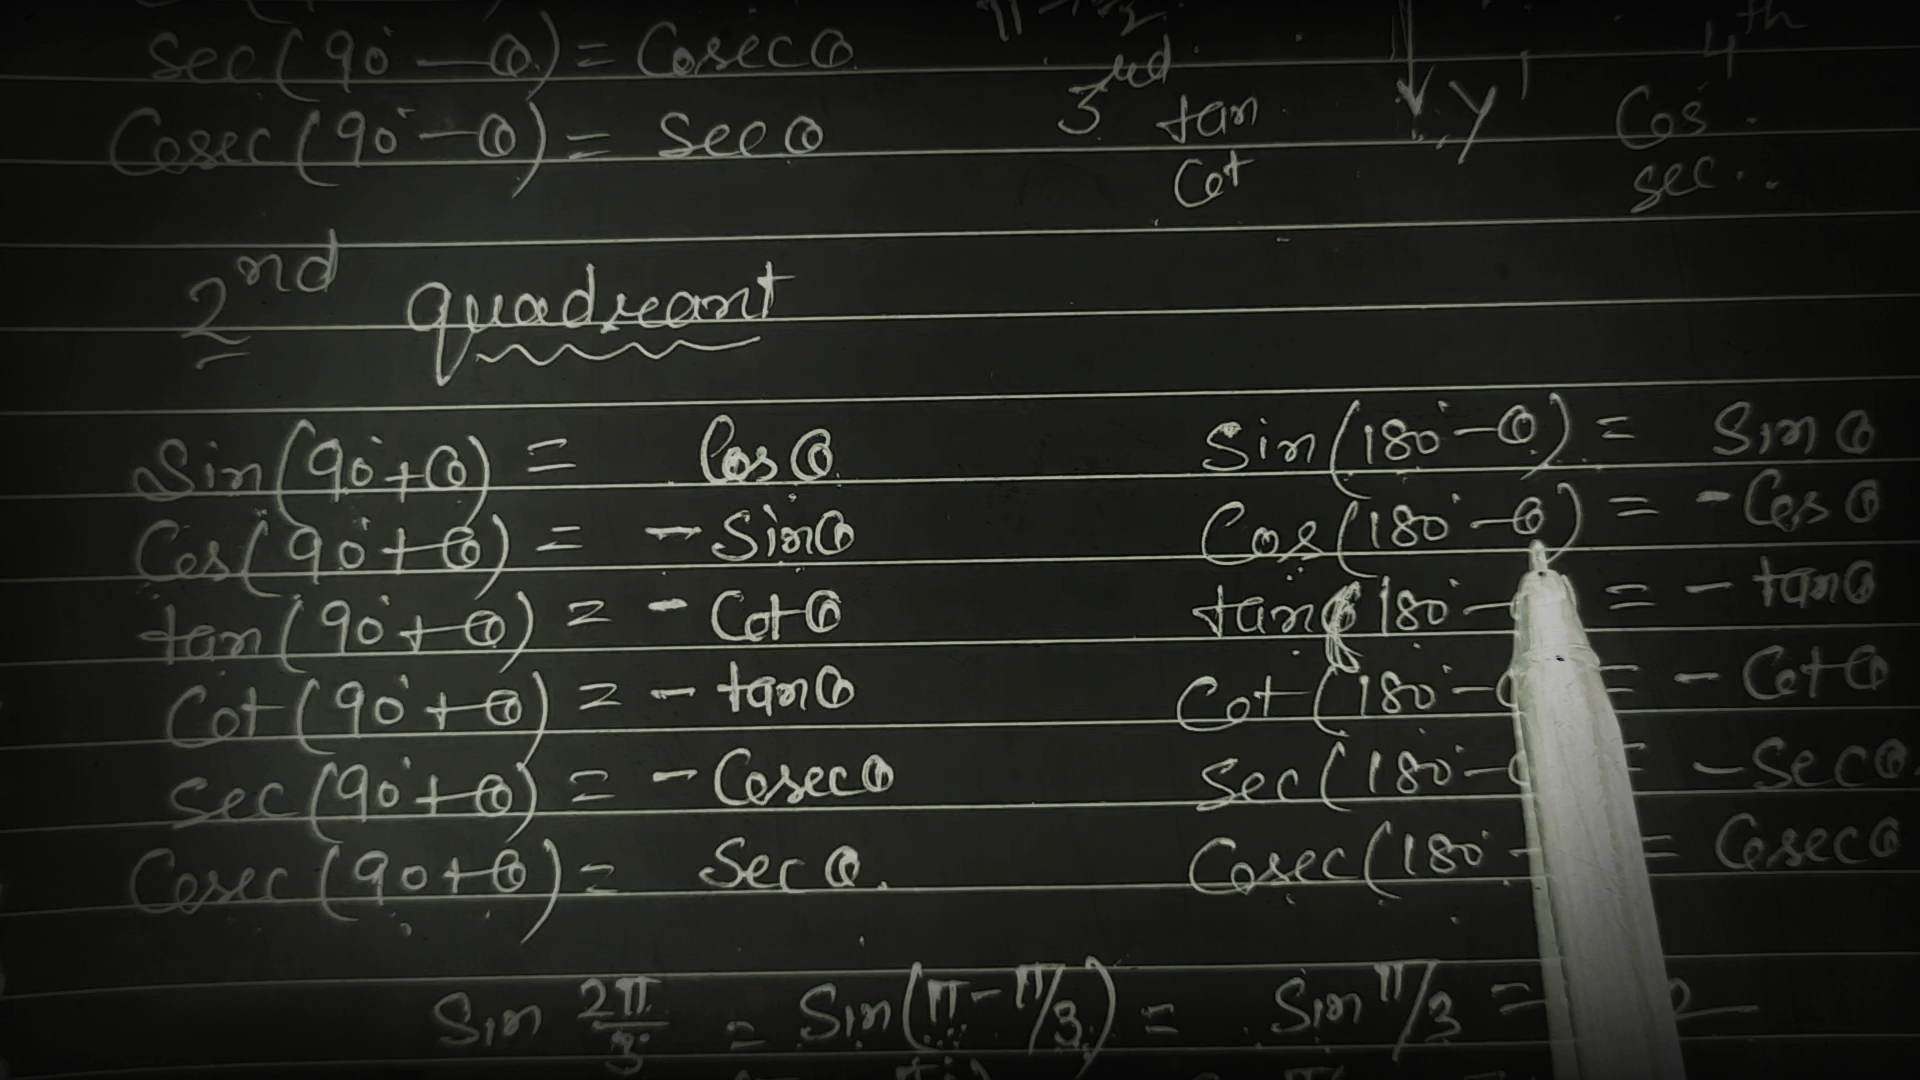 Sec(90°-θ) = Cosecθ
4th
3rd tan
Y' Cos
Cosec(90°-θ) = Secθ
Cot
sec
2nd quadrant
Sin(90°+θ) = Cosθ Sin(180°-θ) = Sinθ
Cos(90°+θ) = - Sinθ Cos(180°-θ) = - Cosθ
tan(90°+θ) = - Cotθ tan(180°- = - tanθ
Cot(90°+θ) = - tanθ Cot(180°- = - Cotθ
Sec(90°+θ) = - Cosecθ Sec(180°- = - Secθ
Cosec(90+θ) = Secθ. Cosec(180°- = Cosecθ
Sin 2π/3 = Sin(π-π/3) = Sin π/3 =